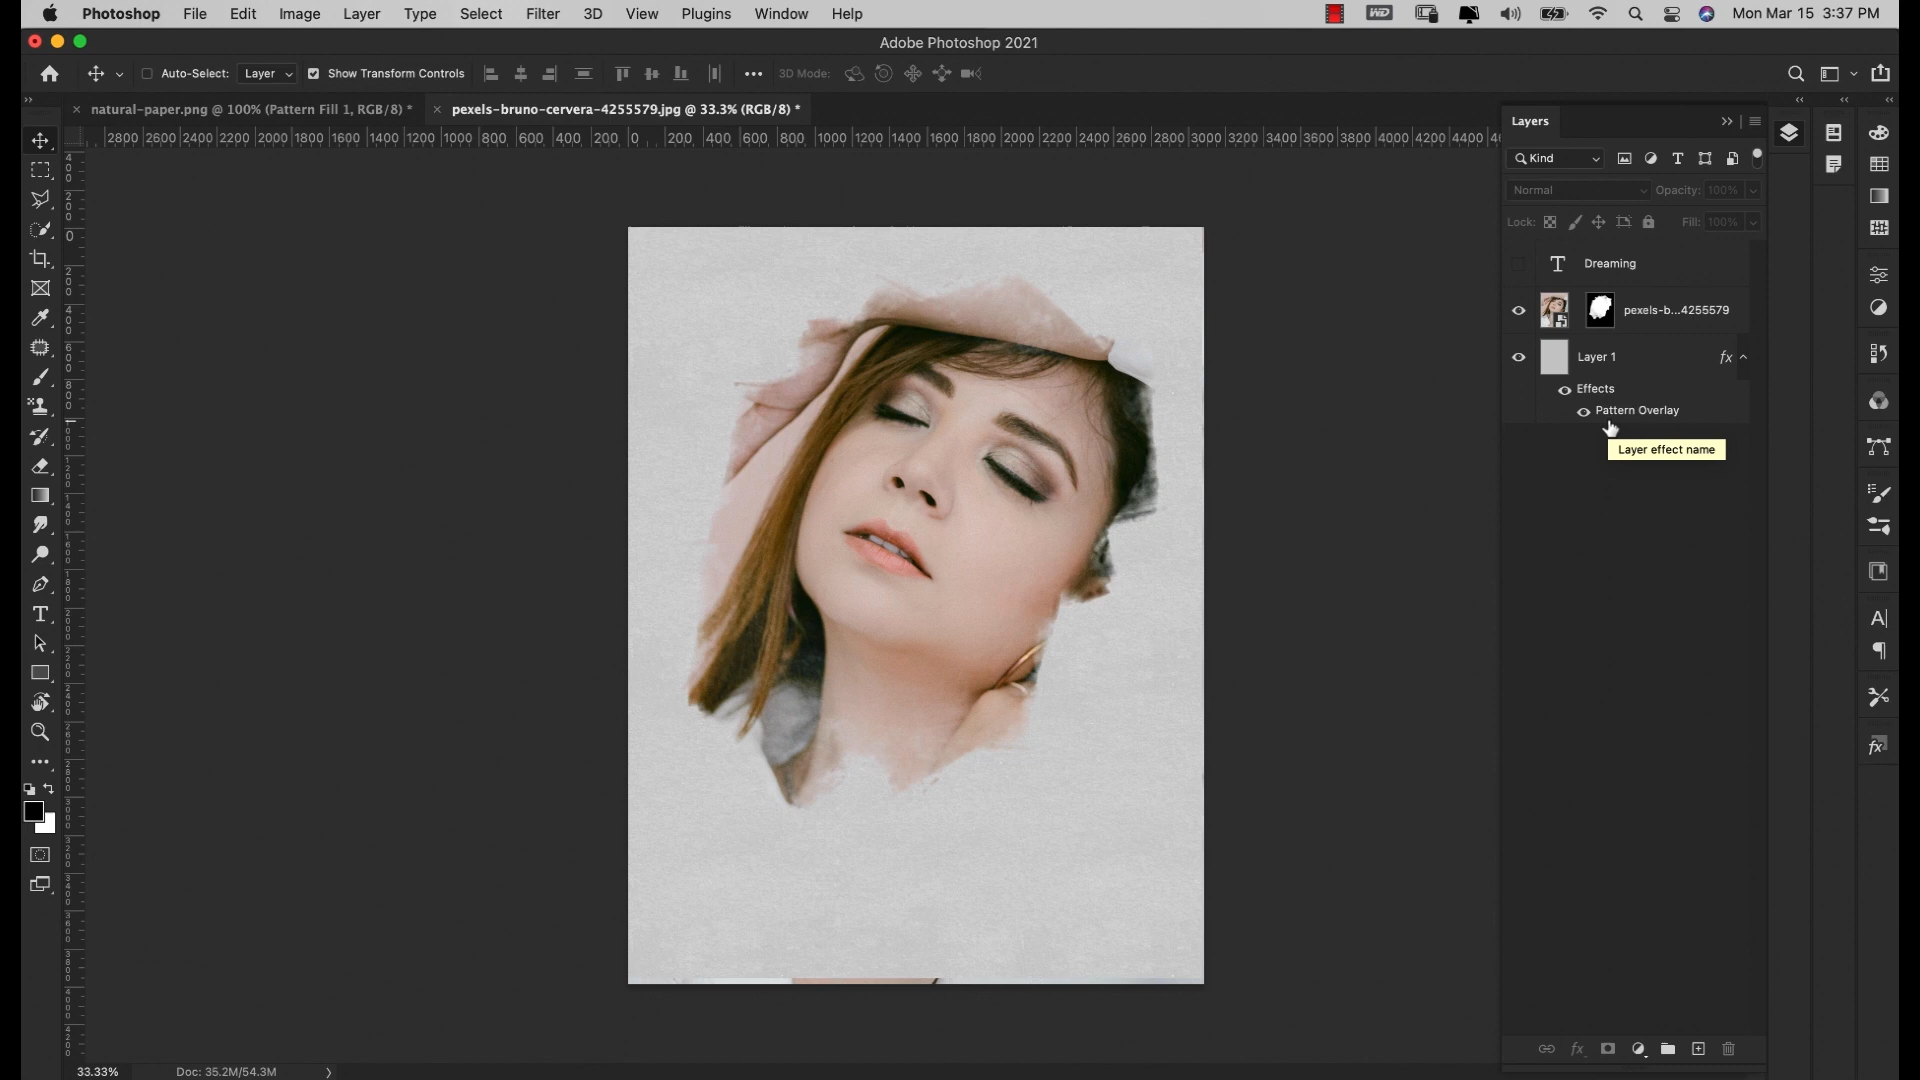 Photoshop File Edit Image Layer Type Select Filter 3D View Plugins Window Help Mon Mar 15 3:37 PM
Adobe Photoshop 2021
Auto-Select: Layer Show Transform Controls 3D Mode:
natural-paper.png @ 100% (Pattern Fill 1, RGB/8) * pexels-bruno-cervera-4255579.jpg @ 33.3% (RGB/8) *
2800 2600 2400 2200 2000 1800 1600 1400 1200 1000 800 600 400 200 0 200 400 600 800 1000 1200 1400 1600 1800 2000 2200 2400 2600 2800 3000 3200 3400 3600 3800 4000 4200 4400
Layers
Kind
Normal Opacity: 100%
Lock: Fill: 100%
Dreaming
pexels-b...4255579
Layer 1 fx
Effects
Pattern Overlay
Layer effect name
33.33% Doc: 35.2M/54.3M